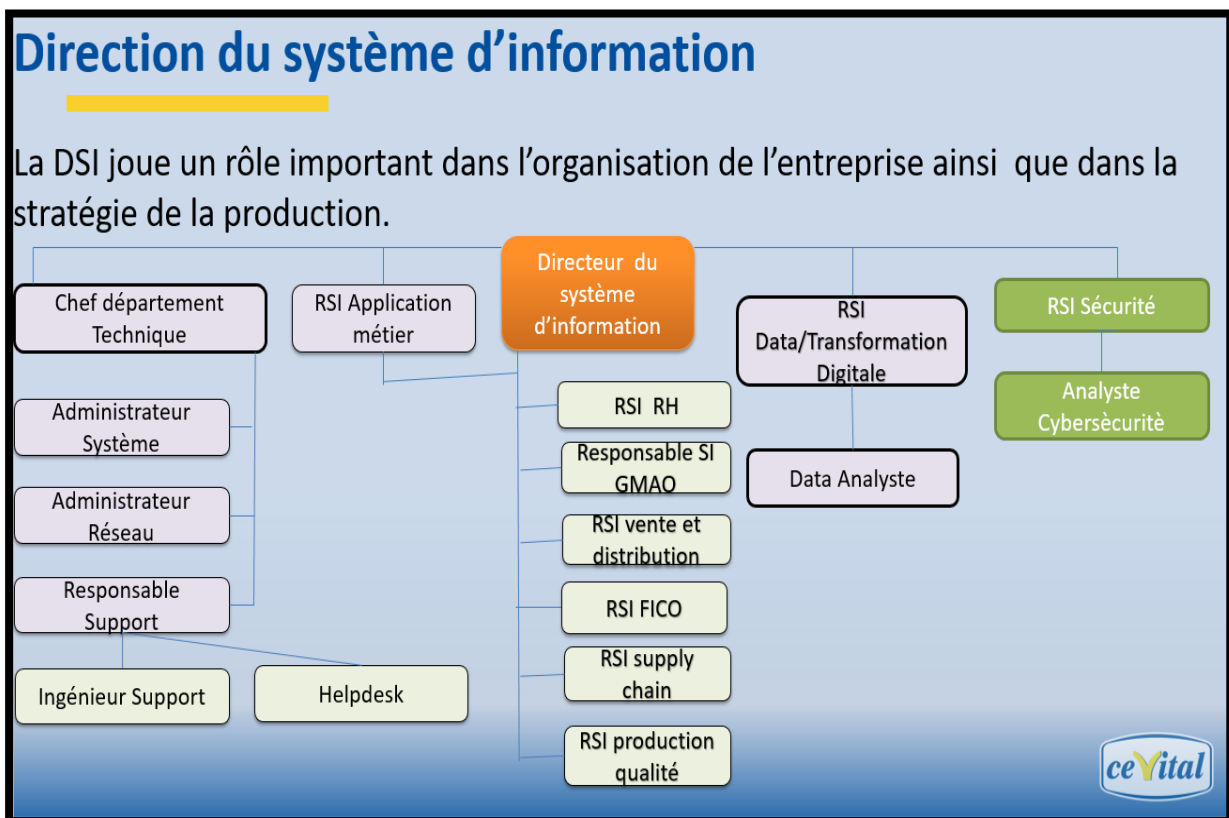 Direction du système d’information
La DSI joue un rôle important dans l’organisation de l’entreprise ainsi que dans la
stratégie de la production.
Directeur du
système
d’information
Chef département
Technique
RSI Application
métier
RSI
Data/Transformation
Digitale
RSI Sécurité
Administrateur
Système
Administrateur
Réseau
Responsable
Support
Ingénieur Support
Helpdesk
RSI RH
Responsable SI
GMAO
RSI vente et
distribution
RSI FICO
RSI supply
chain
RSI production
qualité
Data Analyste
Analyste
Cybersècuritè
ceVital